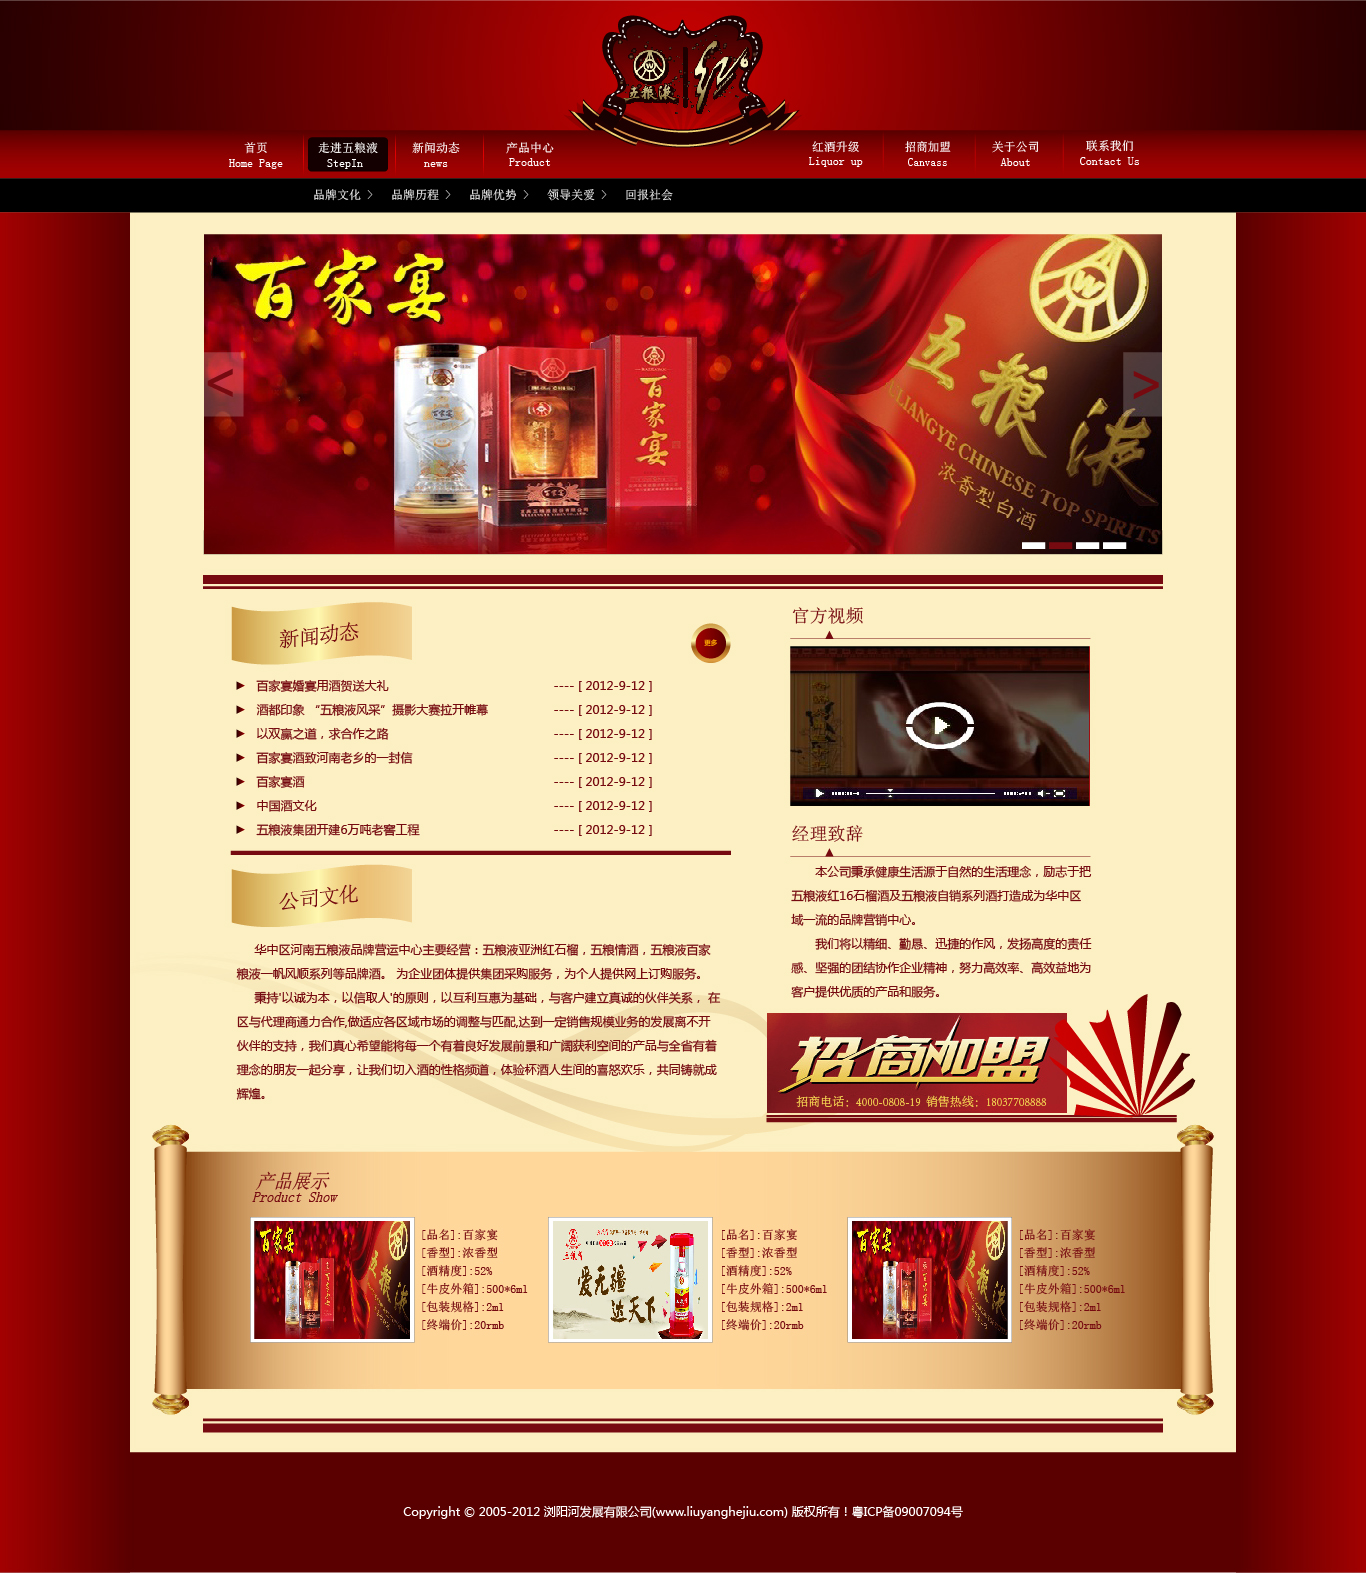 五粮液 红
首页
Home Page
走进五粮液
StepIn
新闻动态
news
产品中心
Product
红酒升级
Liquor up
招商加盟
Canvass
关于公司
About
联系我们
Contact Us
品牌文化 > 品牌历程 > 品牌优势 > 领导关爱 > 回报社会
百家宴
百家宴
百家宴
五粮液
WULIANGYE CHINESE TOP SPIRITS
浓香型白酒
< >
新闻动态
更多
► 百家宴婚宴用酒贺送大礼 ---- [ 2012-9-12 ]
► 酒都印象 “五粮液风采”摄影大赛拉开帷幕 ---- [ 2012-9-12 ]
► 以双赢之道，求合作之路 ---- [ 2012-9-12 ]
► 百家宴酒致河南老乡的一封信 ---- [ 2012-9-12 ]
► 百家宴酒 ---- [ 2012-9-12 ]
► 中国酒文化 ---- [ 2012-9-12 ]
► 五粮液集团开建6万吨老窖工程 ---- [ 2012-9-12 ]
公司文化
华中区河南五粮液品牌营运中心主要经营：五粮液亚洲红石榴，五粮情酒，五粮液百家
粮液一帆风顺系列等品牌酒。 为企业团体提供集团采购服务，为个人提供网上订购服务。
秉持'以诚为本，以信取人'的原则，以互利互惠为基础，与客户建立真诚的伙伴关系， 在
区与代理商通力合作,做适应各区域市场的调整与匹配,达到一定销售规模业务的发展离不开
伙伴的支持，我们真心希望能将每一个有着良好发展前景和广阔获利空间的产品与全省有着
理念的朋友一起分享，让我们切入酒的性格频道，体验杯酒人生间的喜怒欢乐，共同铸就成
辉煌。
官方视频
经理致辞
本公司秉承健康生活源于自然的生活理念，励志于把
五粮液红16石榴酒及五粮液自销系列酒打造成为华中区
域一流的品牌营销中心。
我们将以精细、勤恳、迅捷的作风，发扬高度的责任
感、坚强的团结协作企业精神，努力高效率、高效益地为
客户提供优质的产品和服务。
招商加盟
招商电话：4000-0808-19 销售热线：18037708888
产品展示
Product Show
百家宴
五粮液
[品名]:百家宴
[香型]:浓香型
[酒精度]:52%
[牛皮外箱]:500*6ml
[包装规格]:2ml
[终端价]:20rmb
爱无疆
达天下
[品名]:百家宴
[香型]:浓香型
[酒精度]:52%
[牛皮外箱]:500*6ml
[包装规格]:2ml
[终端价]:20rmb
百家宴
五粮液
[品名]:百家宴
[香型]:浓香型
[酒精度]:52%
[牛皮外箱]:500*6ml
[包装规格]:2ml
[终端价]:20rmb
Copyright © 2005-2012 浏阳河发展有限公司(www.liuyanghejiu.com) 版权所有！粤ICP备09007094号